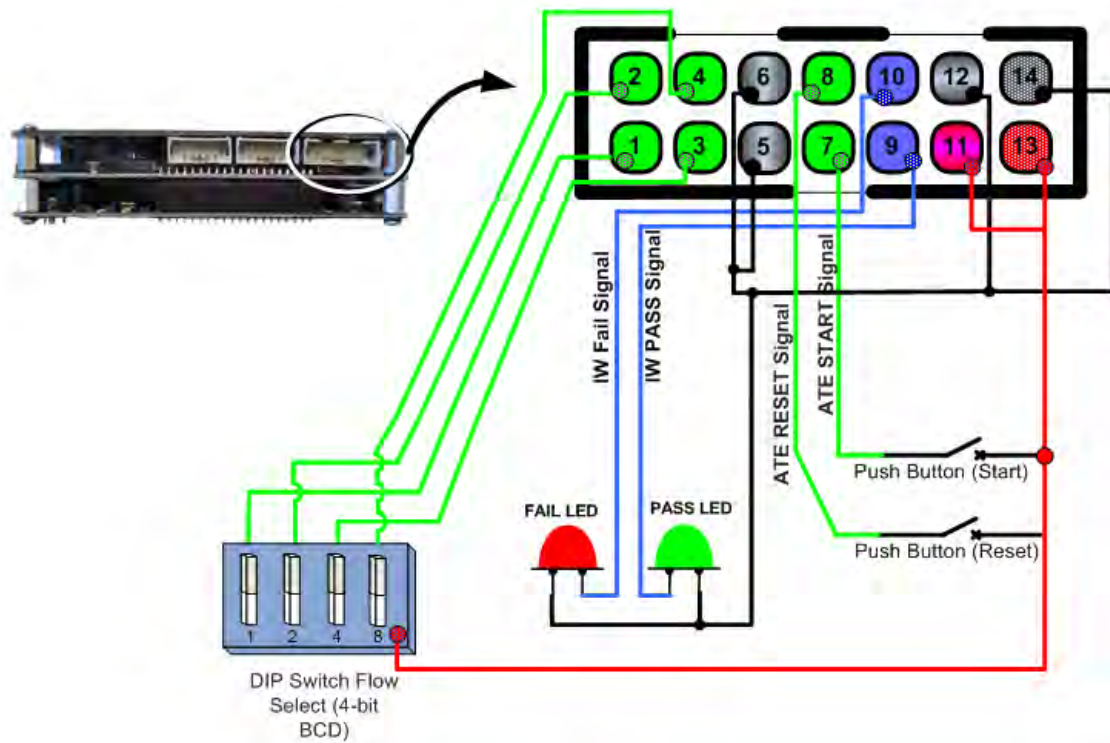 2 4 6 8 10 12 14
1 3 5 7 9 11 13
IW Fail Signal
IW PASS Signal
ATE RESET Signal
ATE START Signal
Push Button (Start)
Push Button (Reset)
FAIL LED
PASS LED
1 2 4 8
DIP Switch Flow
Select (4-bit
BCD)